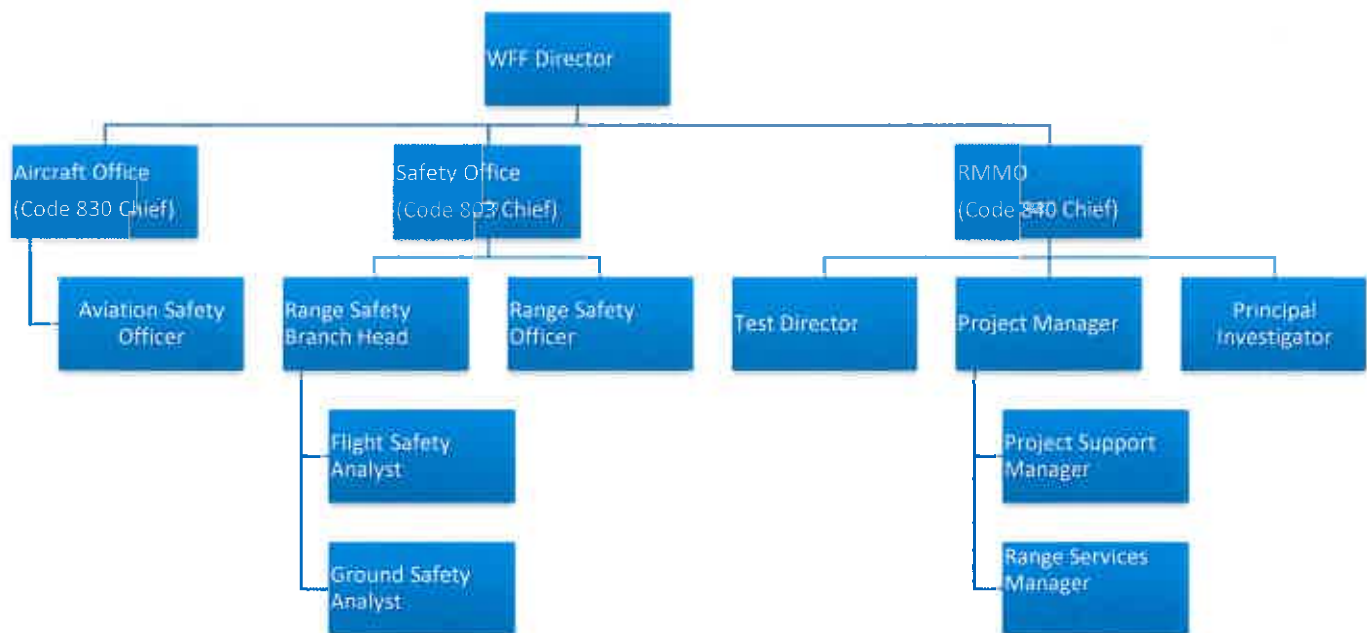 WFF Director
Aircraft Office
(Code 830 Chief)
Safety Office
(Code 803 Chief)
RMMO
(Code 840 Chief)
Aviation Safety
Officer
Range Safety
Branch Head
Range Safety
Officer
Test Director
Project Manager
Principal
Investigator
Flight Safety
Analyst
Project Support
Manager
Ground Safety
Analyst
Range Services
Manager